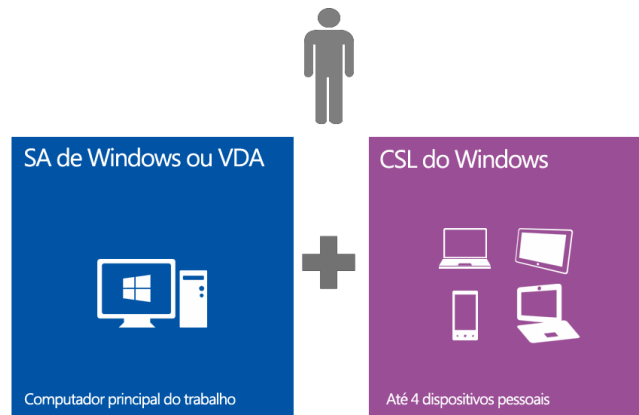 SA de Windows ou VDA
CSL do Windows
Computador principal do trabalho
Até 4 dispositivos pessoais